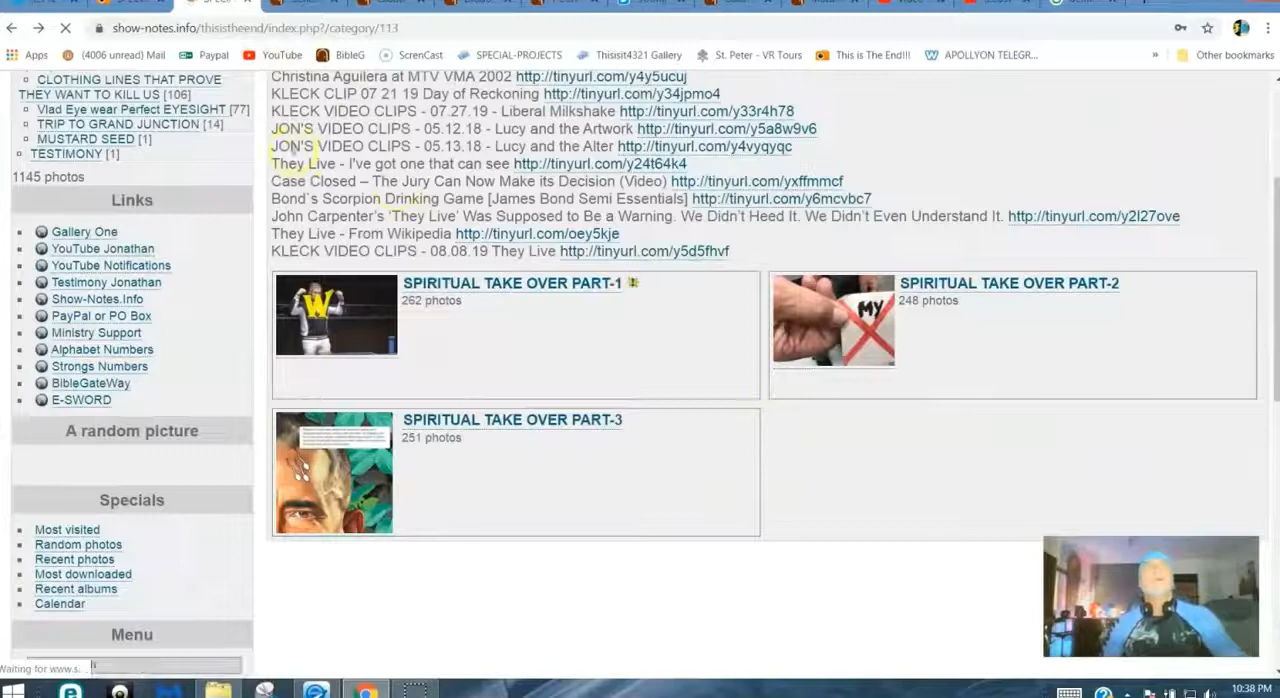 show-notes.info/thisistheend/index.php?/category/113
Apps (4006 unread) Mail Paypal YouTube BibleG ScrenCast SPECIAL-PROJECTS Thissit4321 Gallery St. Peter - VR Tours This is The End!!! APOLLYON TELEGR... » Other bookmarks
CLOTHING LINES THAT PROVE
THEY WANT TO KILL US [106]
Vlad Eye wear Perfect EYESIGHT [77]
TRIP TO GRAND JUNCTION [14]
MUSTARD SEED [1]
TESTIMONY [1]
1145 photos
Links
Gallery One
YouTube Jonathan
YouTube Notifications
Testimony Jonathan
Show-Notes.Info
PayPal or PO Box
Ministry Support
Alphabet Numbers
Strongs Numbers
BibleGateWay
E-SWORD
A random picture
Specials
Most visited
Random photos
Recent photos
Most downloaded
Recent albums
Calendar
Menu
Waiting for www.s...
Christina Aguilera at MTV VMA 2002 http://tinyurl.com/y4y5ucuj
KLECK CLIP 07 21 19 Day of Reckoning http://tinyurl.com/y34jpmo4
KLECK VIDEO CLIPS - 07.27.19 - Liberal Milkshake http://tinyurl.com/y33r4h78
JON'S VIDEO CLIPS - 05.12.18 - Lucy and the Artwork http://tinyurl.com/y5a8w9v6
JON'S VIDEO CLIPS - 05.13.18 - Lucy and the Alter http://tinyurl.com/y4vyqyqc
They Live - I've got one that can see http://tinyurl.com/y24t64k4
Case Closed – The Jury Can Now Make its Decision (Video) http://tinyurl.com/yxffmmcf
Bond`s Scorpion Drinking Game [James Bond Semi Essentials] http://tinyurl.com/y6mcvbc7
John Carpenter's 'They Live' Was Supposed to Be a Warning. We Didn't Heed It. We Didn't Even Understand It. http://tinyurl.com/y2l27ove
They Live - From Wikipedia http://tinyurl.com/oey5kje
KLECK VIDEO CLIPS - 08.08.19 They Live http://tinyurl.com/y5d5fhvf
W
SPIRITUAL TAKE OVER PART-1
262 photos
MY
SPIRITUAL TAKE OVER PART-2
248 photos
SPIRITUAL TAKE OVER PART-3
251 photos
10:38 PM